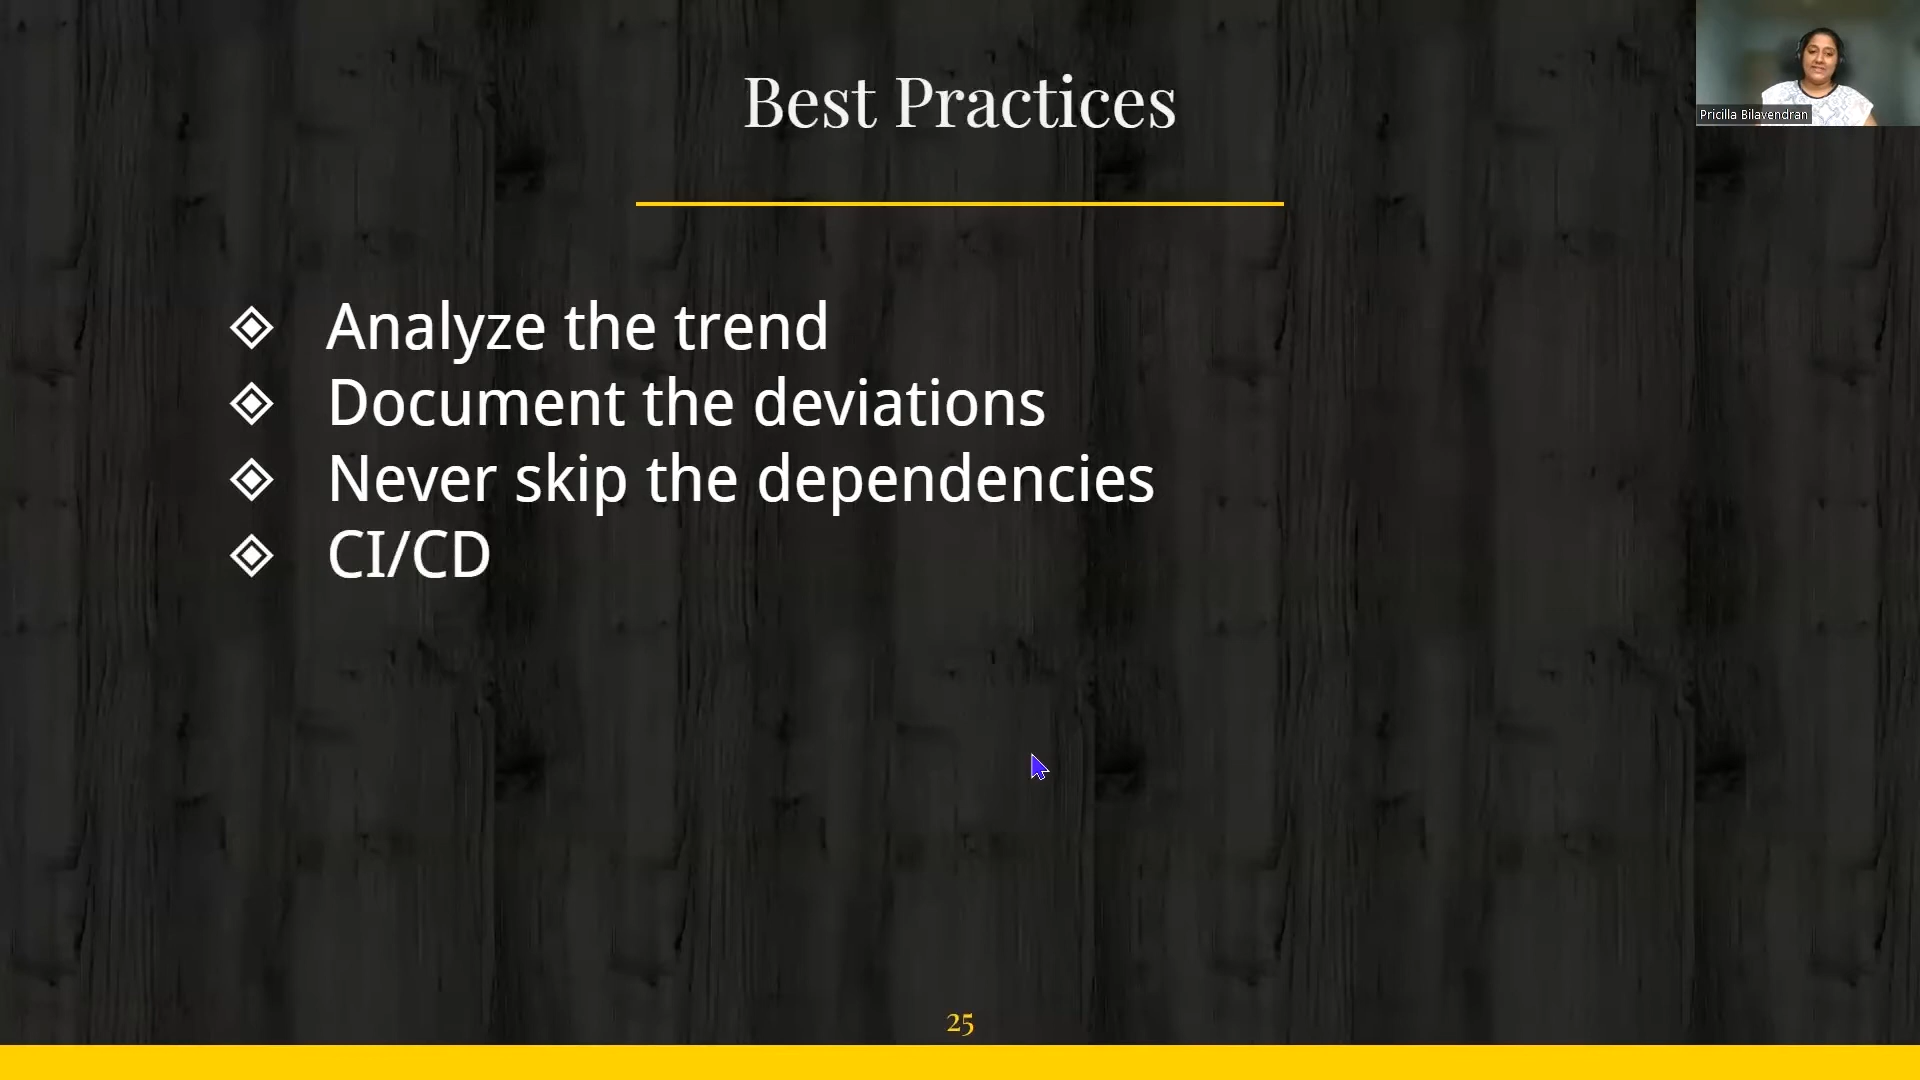 Best Practices
Pricilla Bilavendran
Analyze the trend
Document the deviations
Never skip the dependencies
CI/CD
25